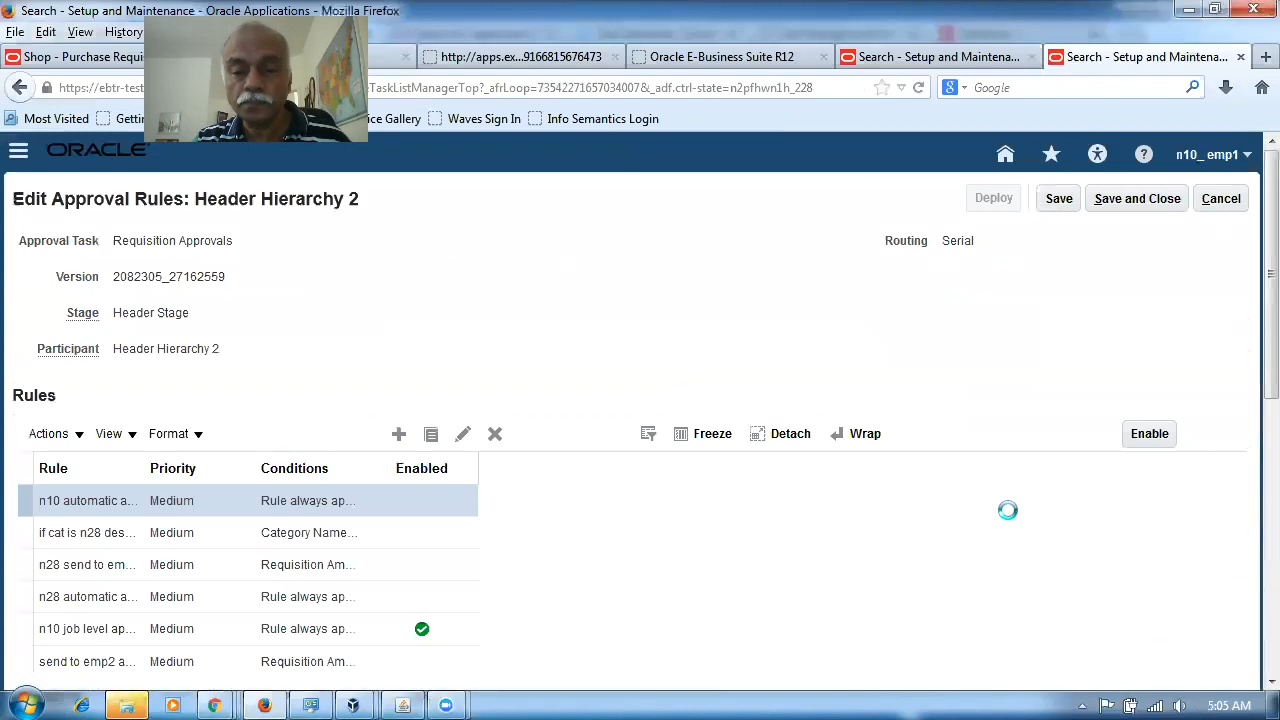 Search - Setup and Maintenance - Oracle Applications - Mozilla Firefox
File Edit View History
Shop - Purchase Requi
http://apps.ex...9166815676473
Oracle E-Business Suite R12
Search - Setup and Maintena...
Search - Setup and Maintena...
https://ebtr-
TaskListManagerTop?_afrLoop=735422716570340078&_adf.ctrl-state=n2pfhwn1h_228
Google
Most Visited
Gettin
ice Gallery
Waves Sign In
Info Semantics Login
ORACLE
n10_ emp1
Edit Approval Rules: Header Hierarchy 2
Deploy
Save
Save and Close
Cancel
Approval Task Requisition Approvals
Routing Serial
Version 2082305_27162559
Stage Header Stage
Participant Header Hierarchy 2
Rules
Actions View Format
Freeze Detach Wrap
Enable
Rule Priority Conditions Enabled
n10 automatic a... Medium Rule always ap...
if cat is n28 des... Medium Category Name...
n28 send to em... Medium Requisition Am...
n28 automatic a... Medium Rule always ap...
n10 job level ap... Medium Rule always ap...
send to emp2 a... Medium Requisition Am...
5:05 AM